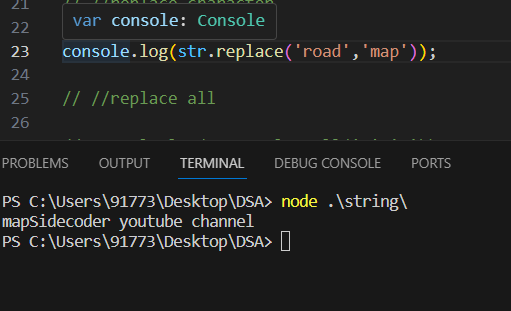 21 // //replace character
var console: Console
22
23 console.log(str.replace('road','map'));
24
25 // //replace all
26
PROBLEMS OUTPUT TERMINAL DEBUG CONSOLE PORTS
PS C:\Users\91773\Desktop\DSA> node .\string\
mapSidecoder youtube channel
PS C:\Users\91773\Desktop\DSA>